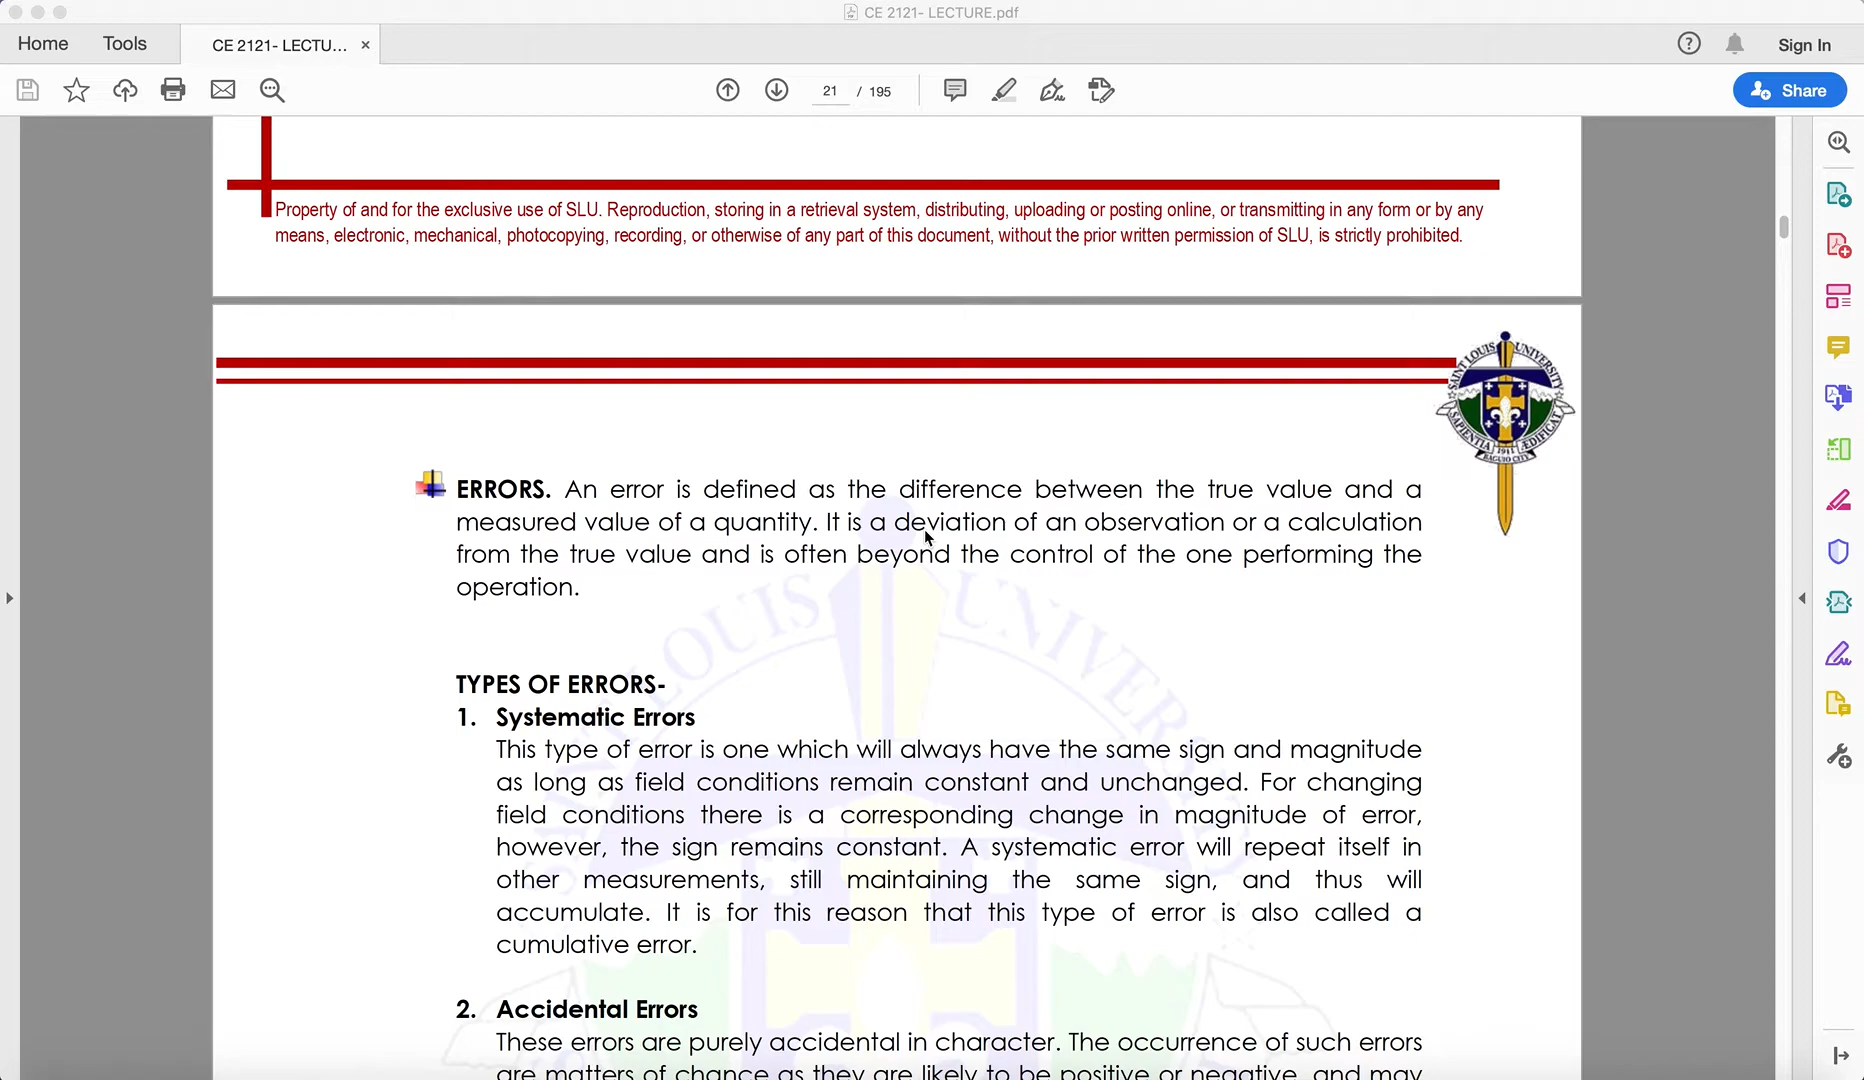 CE 2121- LECTURE.pdf
Home Tools CE 2121- LECTU... × Sign In
21 / 195 Share
Property of and for the exclusive use of SLU. Reproduction, storing in a retrieval system, distributing, uploading or posting online, or transmitting in any form or by any
means, electronic, mechanical, photocopying, recording, or otherwise of any part of this document, without the prior written permission of SLU, is strictly prohibited.
SAINT LOUIS UNIVERSITY
SAPIENTIA ÆDIFICAT
1911
BAGUIO CITY
ERRORS. An error is defined as the difference between the true value and a
measured value of a quantity. It is a deviation of an observation or a calculation
from the true value and is often beyond the control of the one performing the
operation.
SAINT LOUIS UNIVERSITY
TYPES OF ERRORS-
1. Systematic Errors
This type of error is one which will always have the same sign and magnitude
as long as field conditions remain constant and unchanged. For changing
field conditions there is a corresponding change in magnitude of error,
however, the sign remains constant. A systematic error will repeat itself in
other measurements, still maintaining the same sign, and thus will
accumulate. It is for this reason that this type of error is also called a
cumulative error.
2. Accidental Errors
These errors are purely accidental in character. The occurrence of such errors
are matters of chance as they are likely to be positive or negative, and may